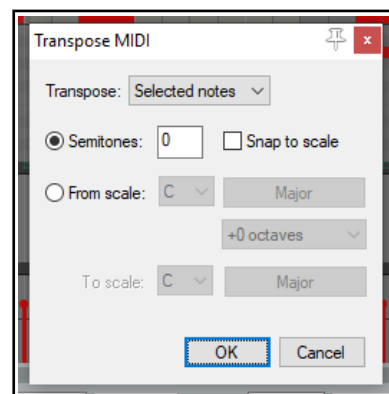 Transpose MIDI
x
Transpose: Selected notes
Semitones: 0 Snap to scale
From scale: C Major
+0 octaves
To scale: C Major
OK Cancel